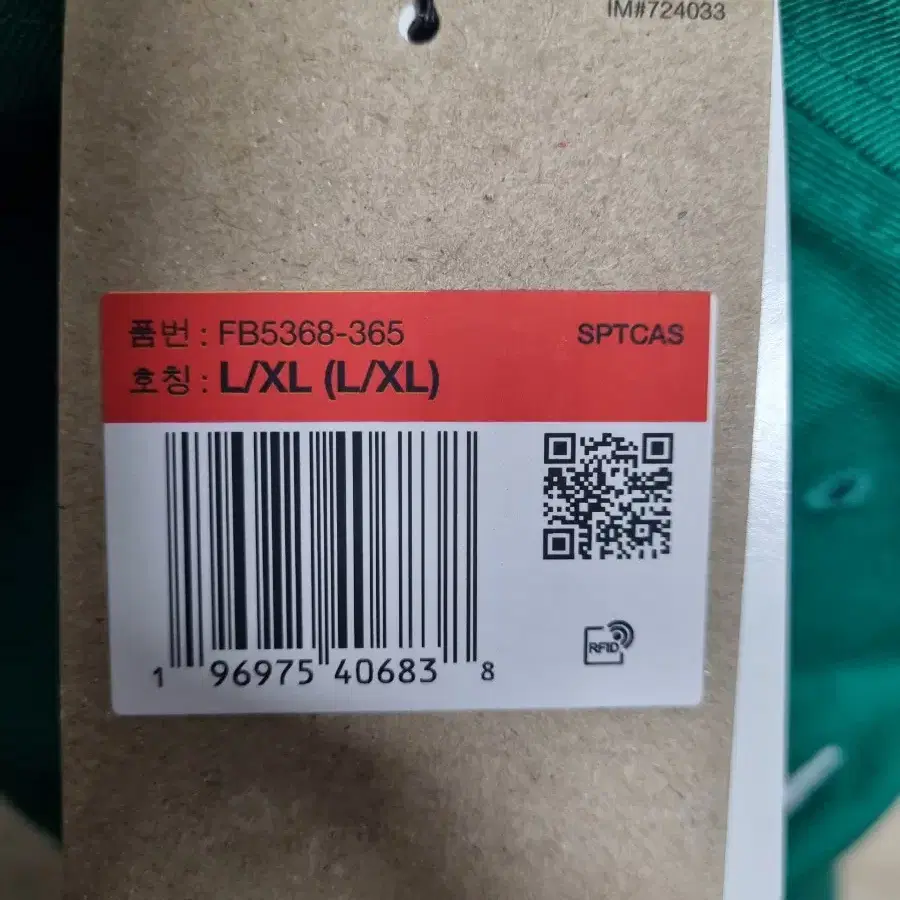 IM#724033
품번 : FB5368-365 SPTCAS
호칭 : L/XL (L/XL)
1 96975 40683 8
RFID